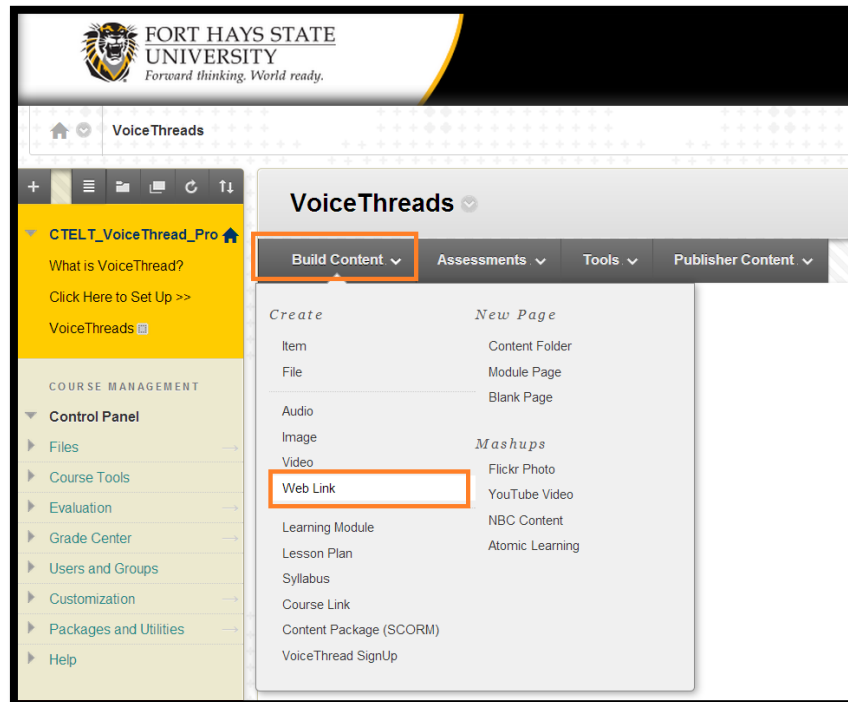 FORT HAYS STATE
UNIVERSITY
Forward thinking. World ready.
VoiceThreads
CTELT_VoiceThread_Pro
What is VoiceThread?
Click Here to Set Up >>
VoiceThreads
COURSE MANAGEMENT
Control Panel
Files
Course Tools
Evaluation
Grade Center
Users and Groups
Customization
Packages and Utilities
Help
VoiceThreads
Build Content
Assessments
Tools
Publisher Content
Create
Item
File
Audio
Image
Video
Web Link
Learning Module
Lesson Plan
Syllabus
Course Link
Content Package (SCORM)
VoiceThread SignUp
New Page
Content Folder
Module Page
Blank Page
Mashups
Flickr Photo
YouTube Video
NBC Content
Atomic Learning